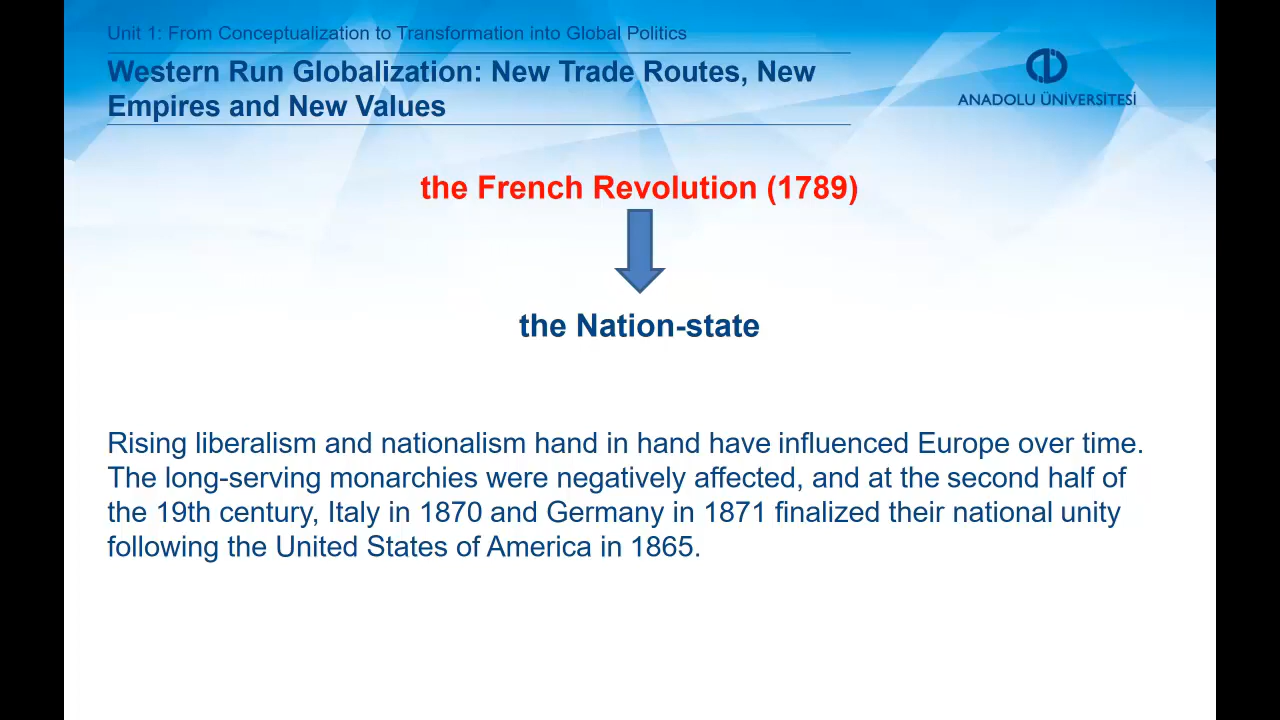 Unit 1: From Conceptualization to Transformation into Global Politics
Western Run Globalization: New Trade Routes, New
Empires and New Values
ANADOLU ÜNİVERSİTESİ
the French Revolution (1789)
the Nation-state
Rising liberalism and nationalism hand in hand have influenced Europe over time.
The long-serving monarchies were negatively affected, and at the second half of
the 19th century, Italy in 1870 and Germany in 1871 finalized their national unity
following the United States of America in 1865.